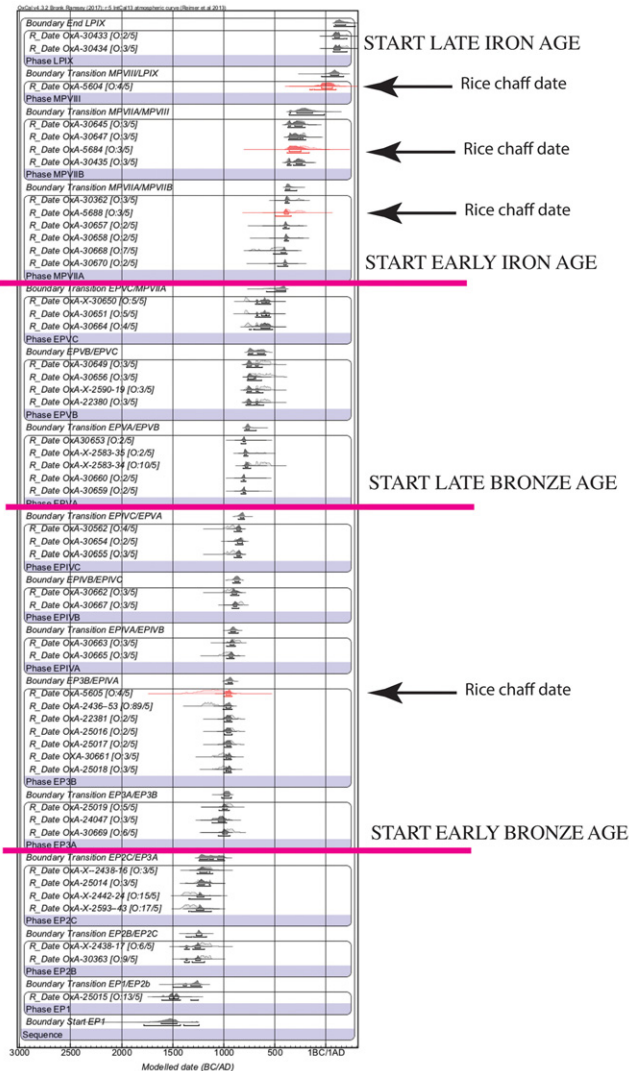 OxCal v4.3.2 Bronk Ramsey (2017); r:5 IntCal13 atmospheric curve (Reimer et al 2013)
Boundary End LPIX
R_Date OxA-30433 [O:2/5]
R_Date OxA-30434 [O:3/5]
START LATE IRON AGE
Phase LPIX
Boundary Transition MPVIII/LPIX
R_Date OxA-5604 [O:4/5]
Rice chaff date
Phase MPVIII
Boundary Transition MPVIIA/MPVIII
R_Date OxA-30645 [O:3/5]
R_Date OxA-30647 [O:3/5]
R_Date OxA-5684 [O:3/5]
Rice chaff date
R_Date OxA-30435 [O:3/5]
Phase MPVIIB
Boundary Transition MPVIIA/MPVIIB
R_Date OxA-30362 [O:3/5]
R_Date OxA-5688 [O:3/5]
Rice chaff date
R_Date OxA-30657 [O:2/5]
R_Date OxA-30658 [O:2/5]
R_Date OxA-30668 [O:7/5]
R_Date OxA-30670 [O:2/5]
START EARLY IRON AGE
Phase MPVIIA
Boundary Transition EPVC/MPVIIA
R_Date OxA-X-30650 [O:5/5]
R_Date OxA-30651 [O:5/5]
R_Date OxA-30664 [O:4/5]
Phase EPVC
Boundary EPVB/EPVC
R_Date OxA-30649 [O:3/5]
R_Date OxA-30656 [O:3/5]
R_Date OxA-X-2590-19 [O:3/5]
R_Date OxA-22380 [O:3/5]
Phase EPVB
Boundary Transition EPVA/EPVB
R_Date OxA30653 [O:2/5]
R_Date OxA-X-2583-35 [O:2/5]
R_Date OxA-X-2583-34 [O:10/5]
R_Date OxA-30660 [O:2/5]
R_Date OxA-30659 [O:2/5]
START LATE BRONZE AGE
Phase EPVA
Boundary Transition EPIVC/EPVA
R_Date OxA-30562 [O:4/5]
R_Date OxA-30654 [O:2/5]
R_Date OxA-30655 [O:3/5]
Phase EPIVC
Boundary EPIVB/EPIVC
R_Date OxA-30662 [O:3/5]
R_Date OxA-30667 [O:3/5]
Phase EPIVB
Boundary Transition EPIVA/EPIVB
R_Date OxA-30663 [O:3/5]
R_Date OxA-30665 [O:3/5]
Phase EPIVA
Boundary EP3B/EPIVA
R_Date OxA-5605 [O:4/5]
Rice chaff date
R_Date OxA-2436--53 [O:89/5]
R_Date OxA-22381 [O:2/5]
R_Date OxA-25016 [O:2/5]
R_Date OxA-25017 [O:2/5]
R_Date OXA-30661 [O:3/5]
R_Date OxA-25018 [O:3/5]
Phase EP3B
Boundary Transition EP3A/EP3B
R_Date OxA-25019 [O:5/5]
R_Date OxA-24047 [O:3/5]
R_Date OxA-30669 [O:6/5]
START EARLY BRONZE AGE
Phase EP3A
Boundary Transition EP2C/EP3A
R_Date OxA-X--2438-16 [O:3/5]
R_Date OxA-25014 [O:3/5]
R_Date OxA-X-2442-24 [O:15/5]
R_Date OxA-X-2593--43 [O:17/5]
Phase EP2C
Boundary Transition EP2B/EP2C
R_Date OxA-X-2438-17 [O:6/5]
R_Date OxA-30363 [O:9/5]
Phase EP2B
Boundary Transition EP1/EP2b
R_Date OxA-25015 [O:13/5]
Phase EP1
Boundary Start EP1
Sequence
3000 2500 2000 1500 1000 500 1BC/1AD
Modelled date (BC/AD)